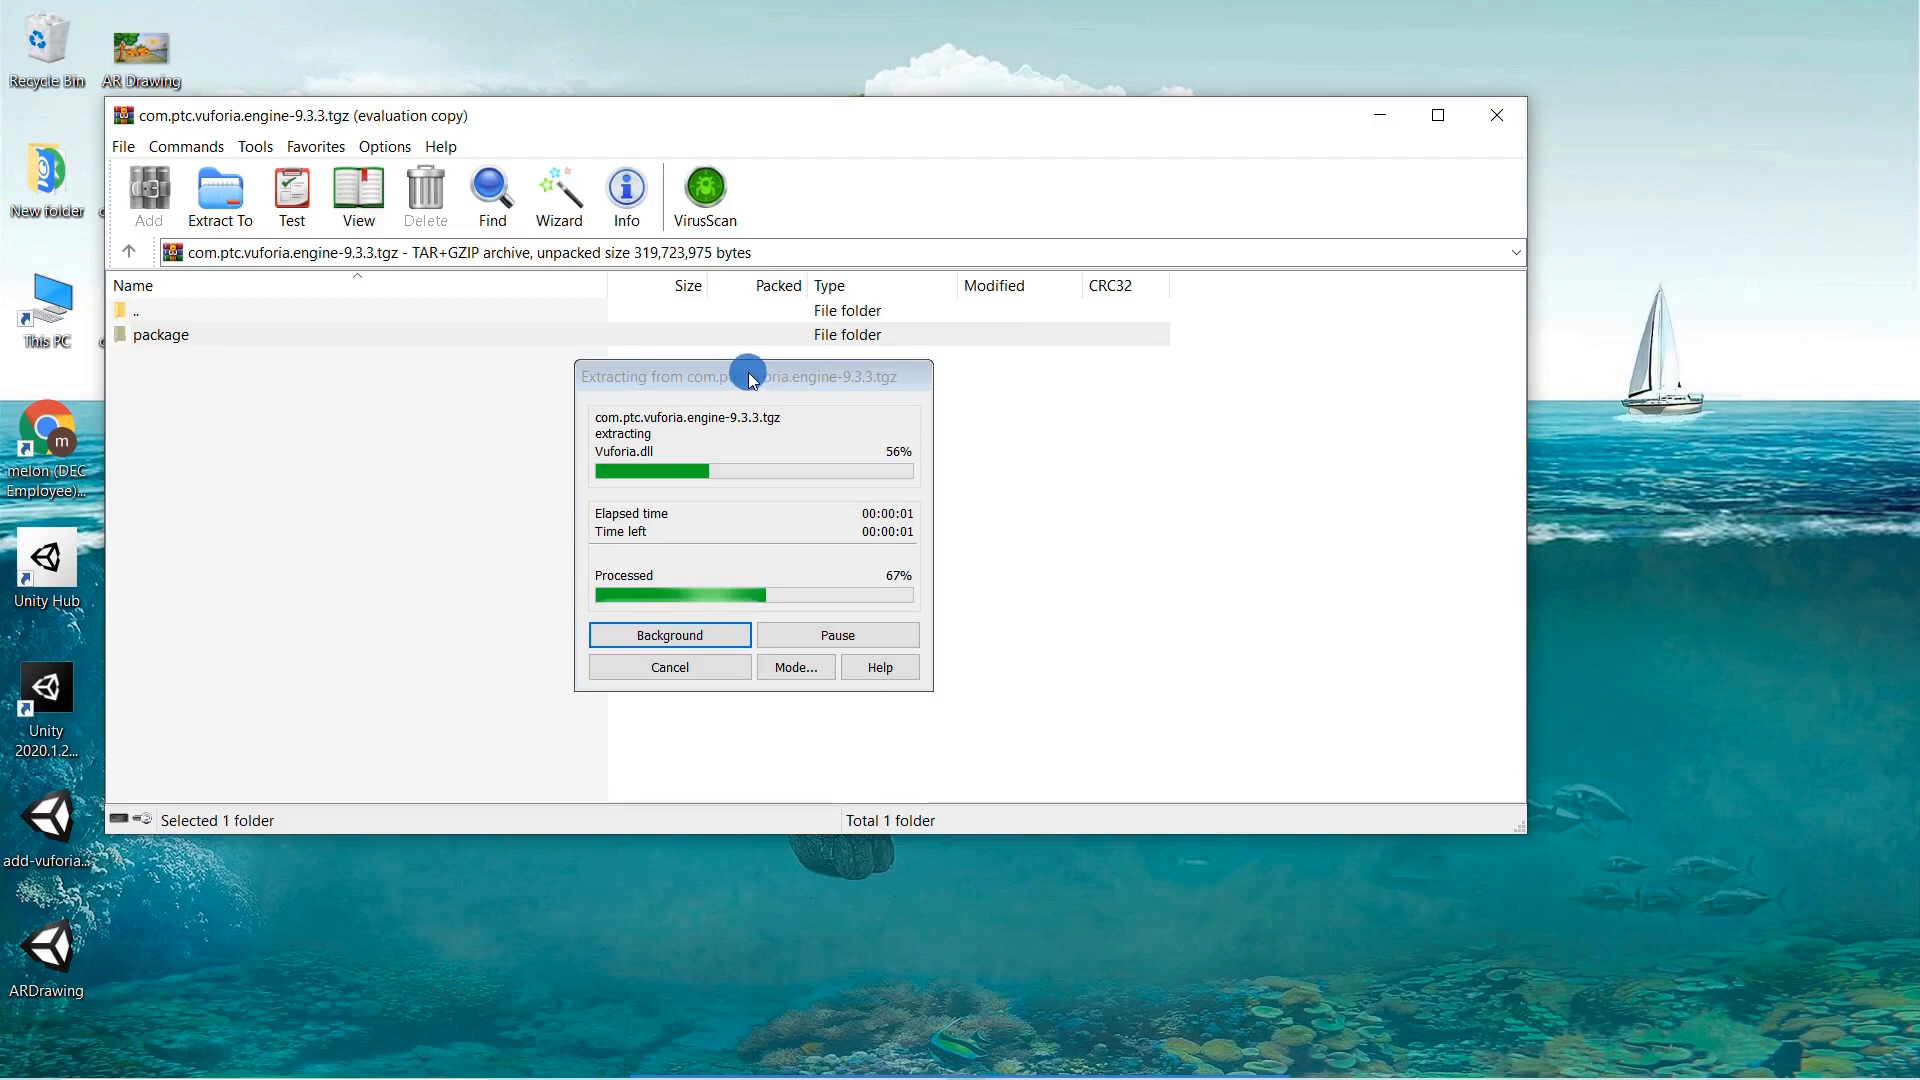 Recycle Bin
AR Drawing
New folder
This PC
melon (DEC
Employee)...
Unity Hub
Unity
2020.1.2...
add-vuforia...
ARDrawing
com.ptc.vuforia.engine-9.3.3.tgz (evaluation copy)
File Commands Tools Favorites Options Help
Add Extract To Test View Delete Find Wizard Info VirusScan
com.ptc.vuforia.engine-9.3.3.tgz - TAR+GZIP archive, unpacked size 319,723,975 bytes
Name Size Packed Type Modified CRC32
.. File folder
package File folder
Extracting from com.p oria.engine-9.3.3.tgz
com.ptc.vuforia.engine-9.3.3.tgz
extracting
Vuforia.dll 56%
Elapsed time 00:00:01
Time left 00:00:01
Processed 67%
Background Pause
Cancel Mode... Help
Selected 1 folder Total 1 folder